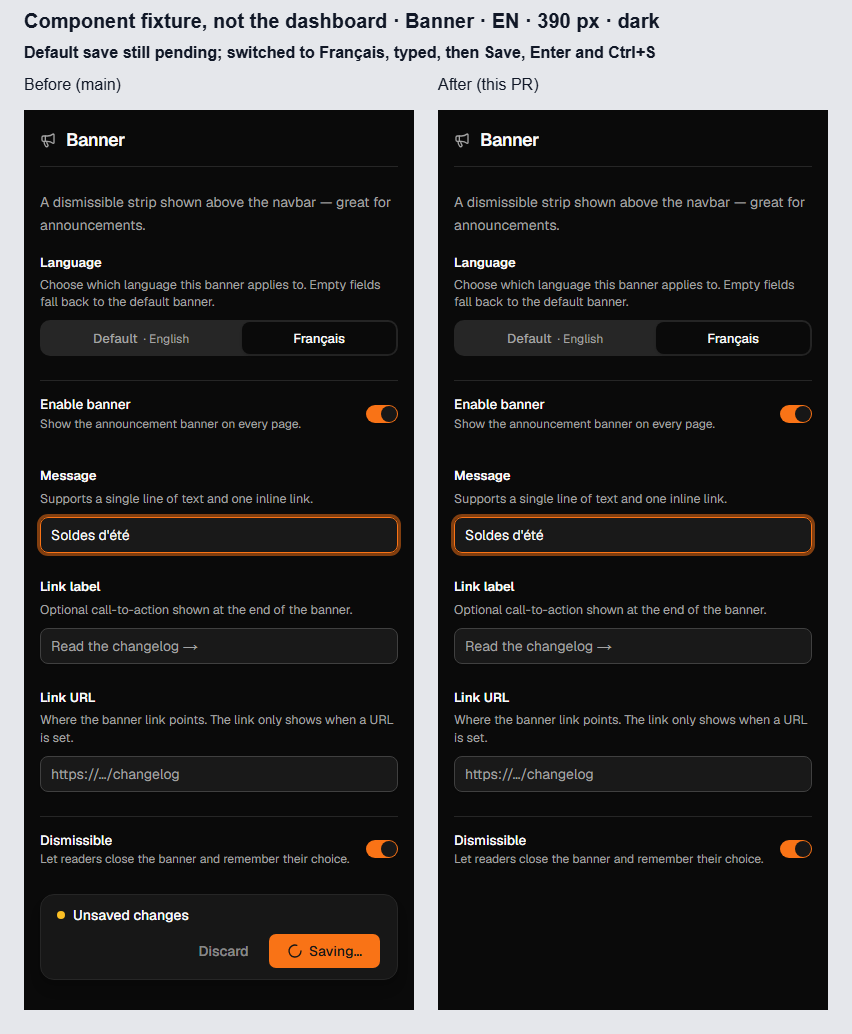 Component fixture, not the dashboard · Banner · EN · 390 px · dark
Default save still pending; switched to Français, typed, then Save, Enter and Ctrl+S
Before (main)
Banner
A dismissible strip shown above the navbar — great for
announcements.
Language
Choose which language this banner applies to. Empty fields
fall back to the default banner.
Default · English
Français
Enable banner
Show the announcement banner on every page.
Message
Supports a single line of text and one inline link.
Soldes d'été
Link label
Optional call-to-action shown at the end of the banner.
Read the changelog →
Link URL
Where the banner link points. The link only shows when a URL
is set.
https://…/changelog
Dismissible
Let readers close the banner and remember their choice.
Unsaved changes
Discard
Saving…
After (this PR)
Banner
A dismissible strip shown above the navbar — great for
announcements.
Language
Choose which language this banner applies to. Empty fields
fall back to the default banner.
Default · English
Français
Enable banner
Show the announcement banner on every page.
Message
Supports a single line of text and one inline link.
Soldes d'été
Link label
Optional call-to-action shown at the end of the banner.
Read the changelog →
Link URL
Where the banner link points. The link only shows when a URL
is set.
https://…/changelog
Dismissible
Let readers close the banner and remember their choice.